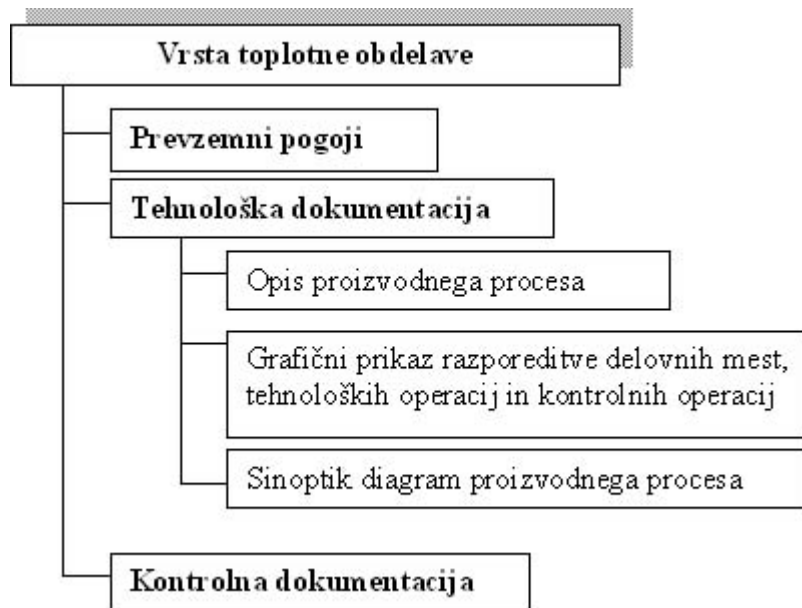 Vrsta toplotne obdelave
Prevzemni pogoji
Tehnološka dokumentacija
Opis proizvodnega procesa
Grafični prikaz razporeditve delovnih mest,
tehnoloških operacij in kontrolnih operacij
Sinoptik diagram proizvodnega procesa
Kontrolna dokumentacija